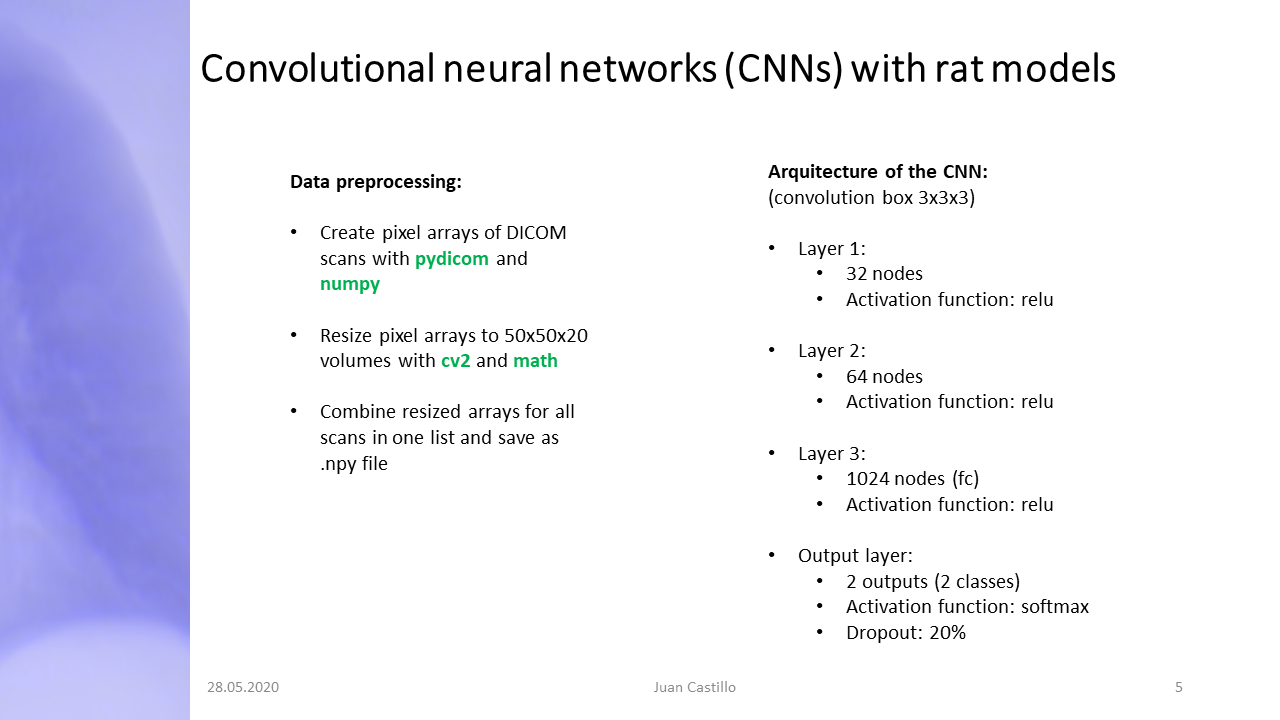 Convolutional neural networks (CNNs) with rat models
Data preprocessing:
• Create pixel arrays of DICOM
scans with pydicom and
numpy
• Resize pixel arrays to 50x50x20
volumes with cv2 and math
• Combine resized arrays for all
scans in one list and save as
.npy file
Arquitecture of the CNN:
(convolution box 3x3x3)
• Layer 1:
• 32 nodes
• Activation function: relu
• Layer 2:
• 64 nodes
• Activation function: relu
• Layer 3:
• 1024 nodes (fc)
• Activation function: relu
• Output layer:
• 2 outputs (2 classes)
• Activation function: softmax
• Dropout: 20%
28.05.2020
Juan Castillo
5